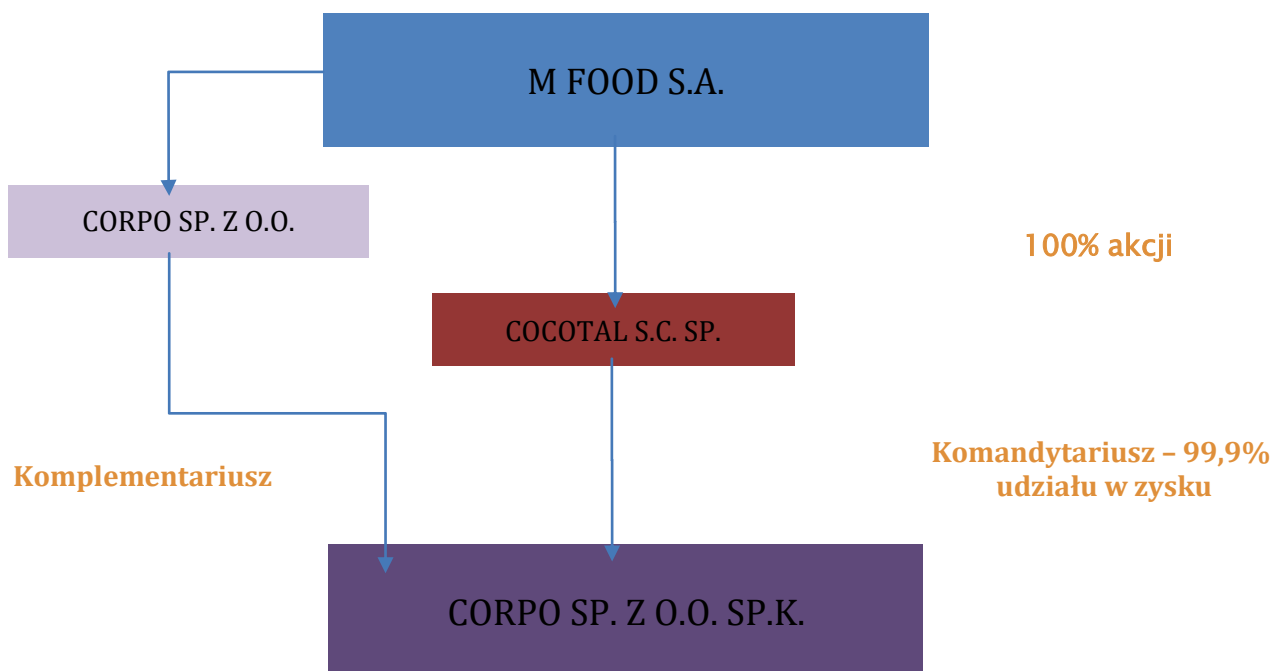 M FOOD S.A.
CORPO SP. Z O.O.
100% akcji
COCOTAL S.C. SP.
Komplementariusz
Komandytariusz – 99,9%
udziału w zysku
CORPO SP. Z O.O. SP.K.